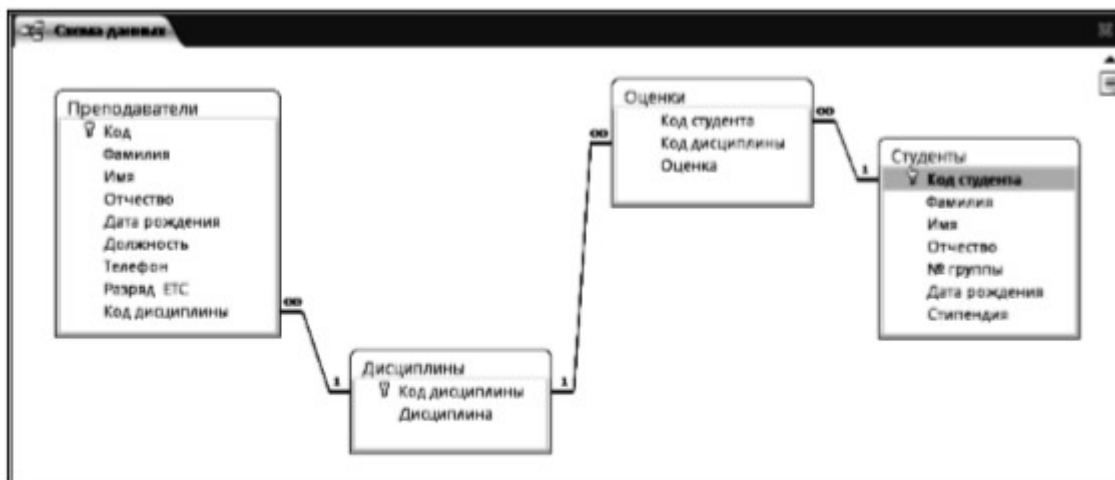 Схема данных
Преподаватели
Код
Фамилия
Имя
Отчество
Дата рождения
Должность
Телефон
Разряд ЕТС
Код дисциплины
∞
1
Дисциплины
Код дисциплины
Дисциплина
1
∞
Оценки
Код студента
Код дисциплины
Оценка
∞
1
Студенты
Код студента
Фамилия
Имя
Отчество
№ группы
Дата рождения
Стипендия